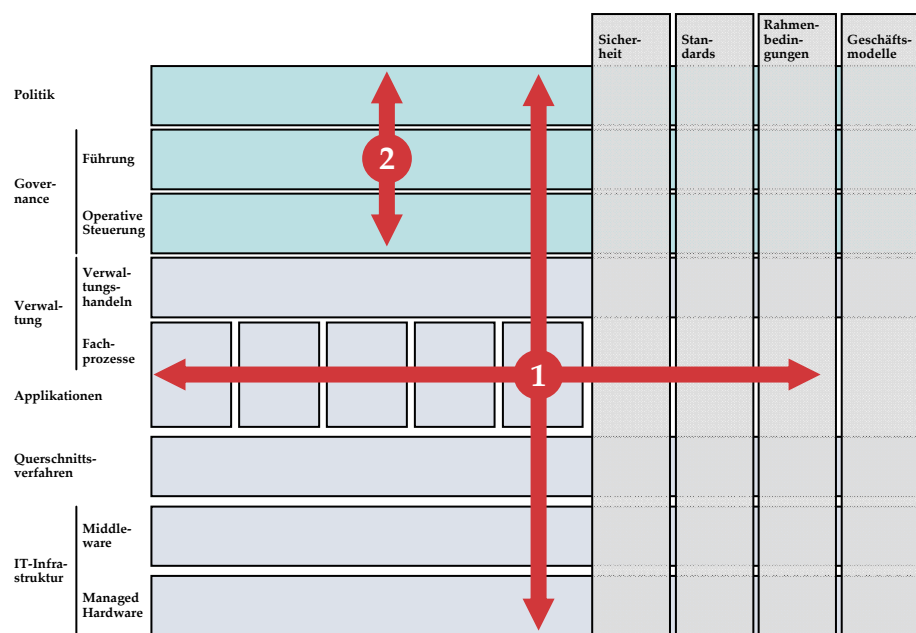 Sicher-
heit
Stan-
dards
Rahmen-
bedin-
gungen
Geschäfts-
modelle
Politik
Gover-
nance
Führung
2
Operative
Steuerung
Verwal-
tung
Verwal-
tungs-
handeln
Fach-
prozesse
1
Applikationen
Querschnitts-
verfahren
IT-Infra-
struktur
Middle-
ware
Managed
Hardware